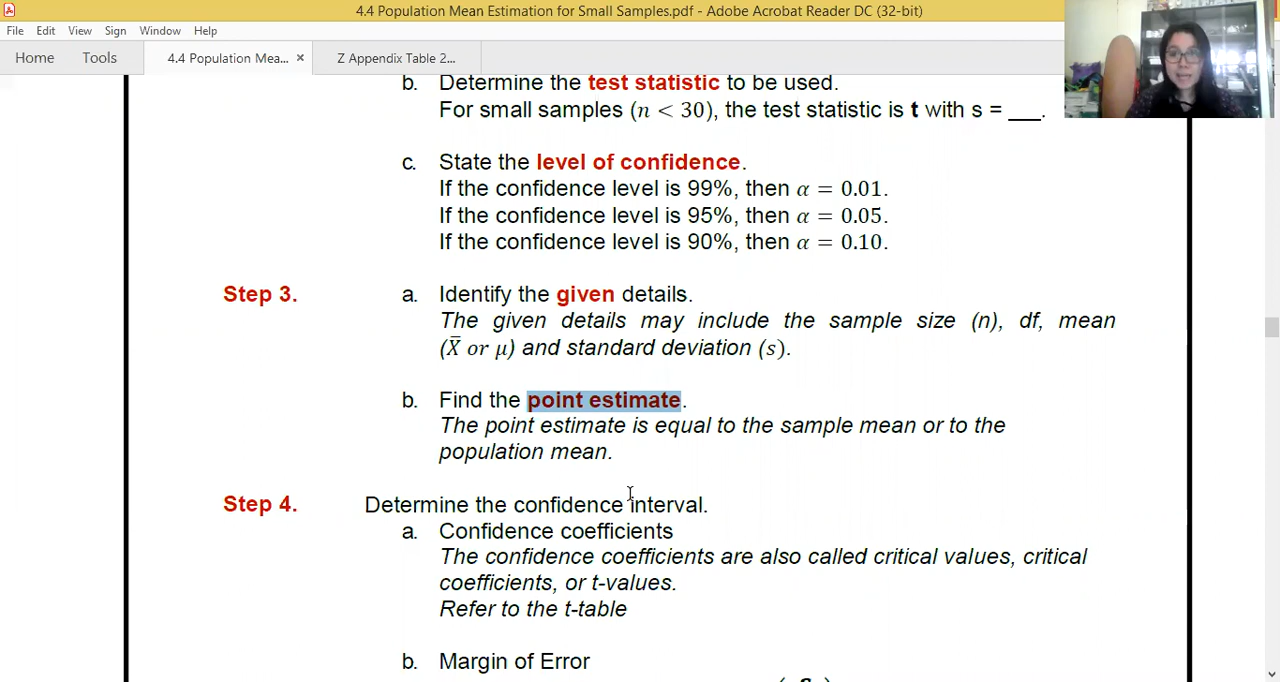 4.4 Population Mean Estimation for Small Samples.pdf - Adobe Acrobat Reader DC (32-bit)
File Edit View Sign Window Help
Home Tools 4.4 Population Mea... × Z Appendix Table 2...
b. Determine the test statistic to be used.
For small samples (n < 30), the test statistic is t with s = ___.
c. State the level of confidence.
If the confidence level is 99%, then α = 0.01.
If the confidence level is 95%, then α = 0.05.
If the confidence level is 90%, then α = 0.10.
Step 3. a. Identify the given details.
The given details may include the sample size (n), df, mean
(X̄ or μ) and standard deviation (s).
b. Find the point estimate.
The point estimate is equal to the sample mean or to the
population mean.
Step 4. Determine the confidence interval.
a. Confidence coefficients
The confidence coefficients are also called critical values, critical
coefficients, or t-values.
Refer to the t-table
b. Margin of Error